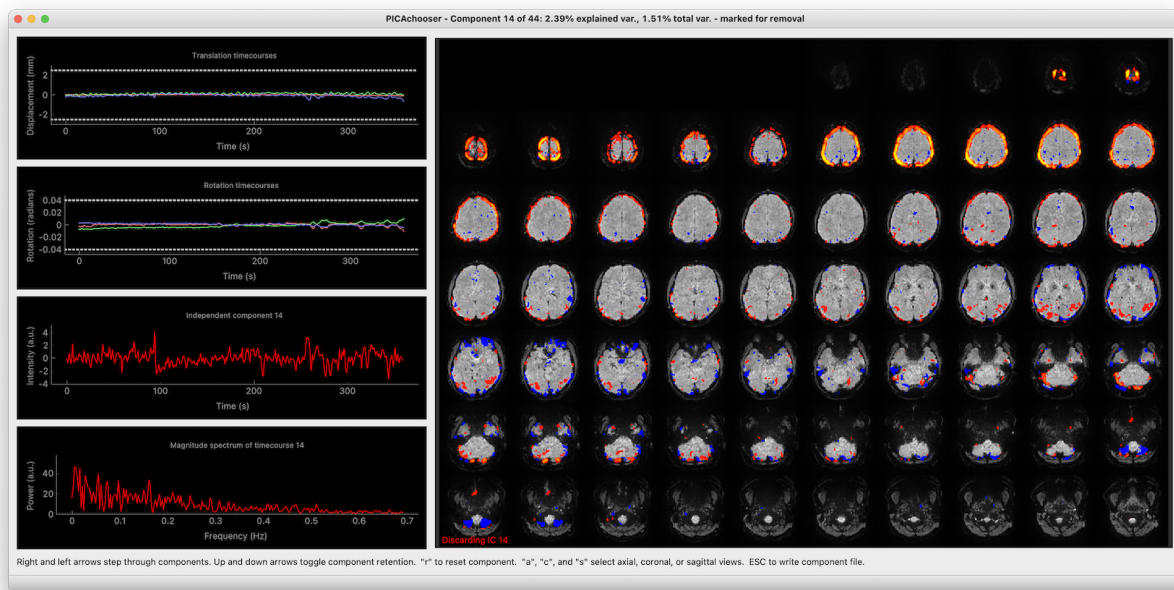 PICAchooser - Component 14 of 44: 2.39% explained var., 1.51% total var. - marked for removal
Translation timecourses
Displacement (mm)
2
0
-2
0 100 200 300
Time (s)
Rotation timecourses
Rotation (radians)
0.04
0.02
0
-0.02
-0.04
0 100 200 300
Time (s)
Independent component 14
Intensity (a.u.)
4
2
0
-2
-4
0 100 200 300
Time (s)
Magnitude spectrum of timecourse 14
Power (a.u.)
40
20
0
0 0.1 0.2 0.3 0.4 0.5 0.6 0.7
Frequency (Hz)
Discarding IC 14
Right and left arrows step through components. Up and down arrows toggle component retention. "r" to reset component. "a", "c", and "s" select axial, coronal, or sagittal views. ESC to write component file.